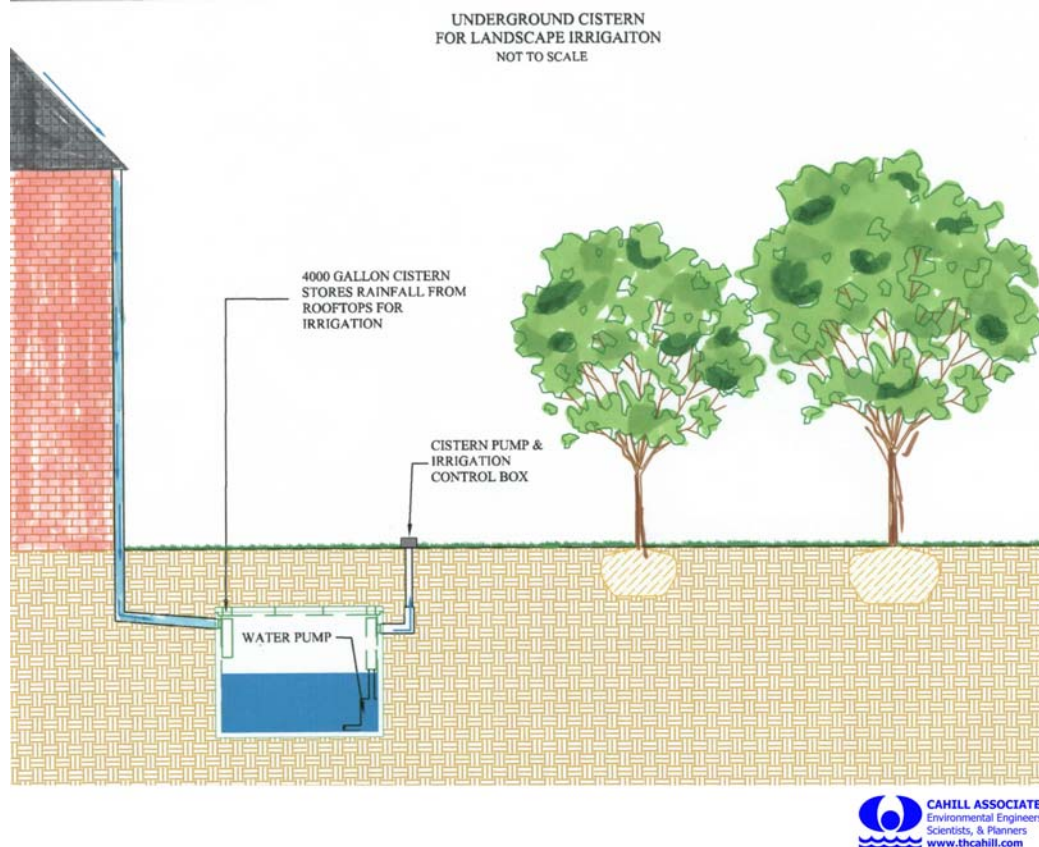 UNDERGROUND CISTERN
FOR LANDSCAPE IRRIGAITON
NOT TO SCALE
4000 GALLON CISTERN
STORES RAINFALL FROM
ROOFTOPS FOR
IRRIGATION
CISTERN PUMP &
IRRIGATION
CONTROL BOX
WATER PUMP
CAHILL ASSOCIATE
Environmental Engineers
Scientists, & Planners
www.thcahill.com